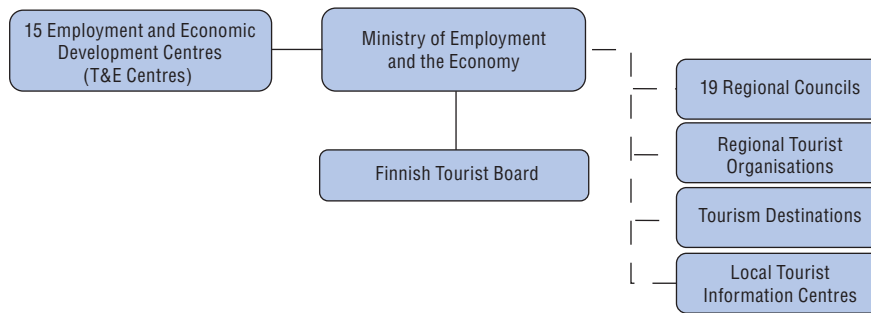 15 Employment and Economic
Development Centres
(T&E Centres)
Ministry of Employment
and the Economy
19 Regional Councils
Regional Tourist
Organisations
Finnish Tourist Board
Tourism Destinations
Local Tourist
Information Centres